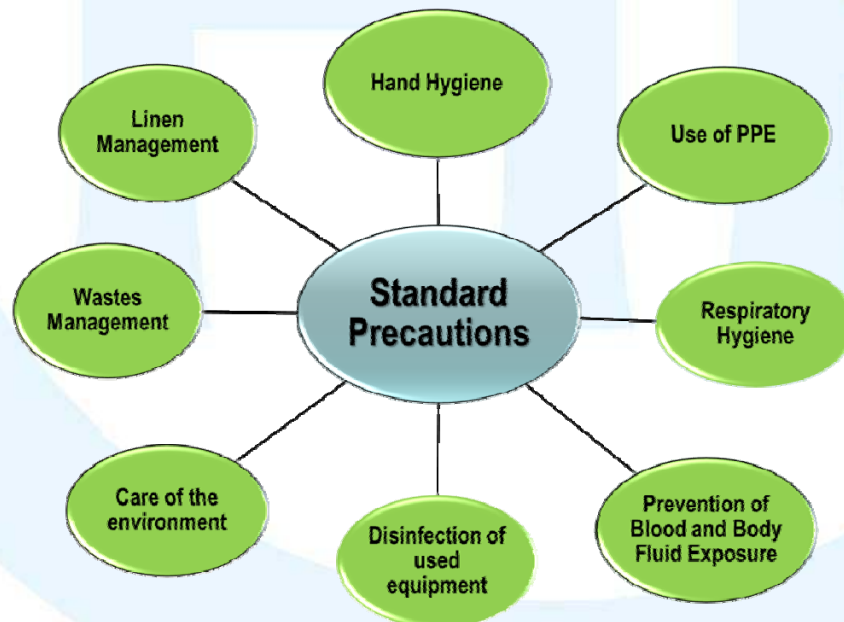 Hand Hygiene
Linen
Management
Use of PPE
Wastes
Management
Standard
Precautions
Respiratory
Hygiene
Care of the
environment
Disinfection of
used
equipment
Prevention of
Blood and Body
Fluid Exposure